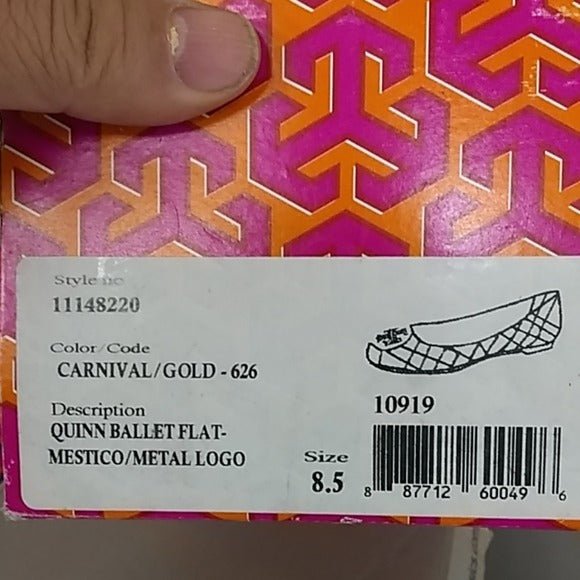 Style no
11148220
Color/Code
CARNIVAL/GOLD - 626
Description
QUINN BALLET FLAT-
MESTICO/METAL LOGO
10919
Size
8.5
8 87712 60049 6